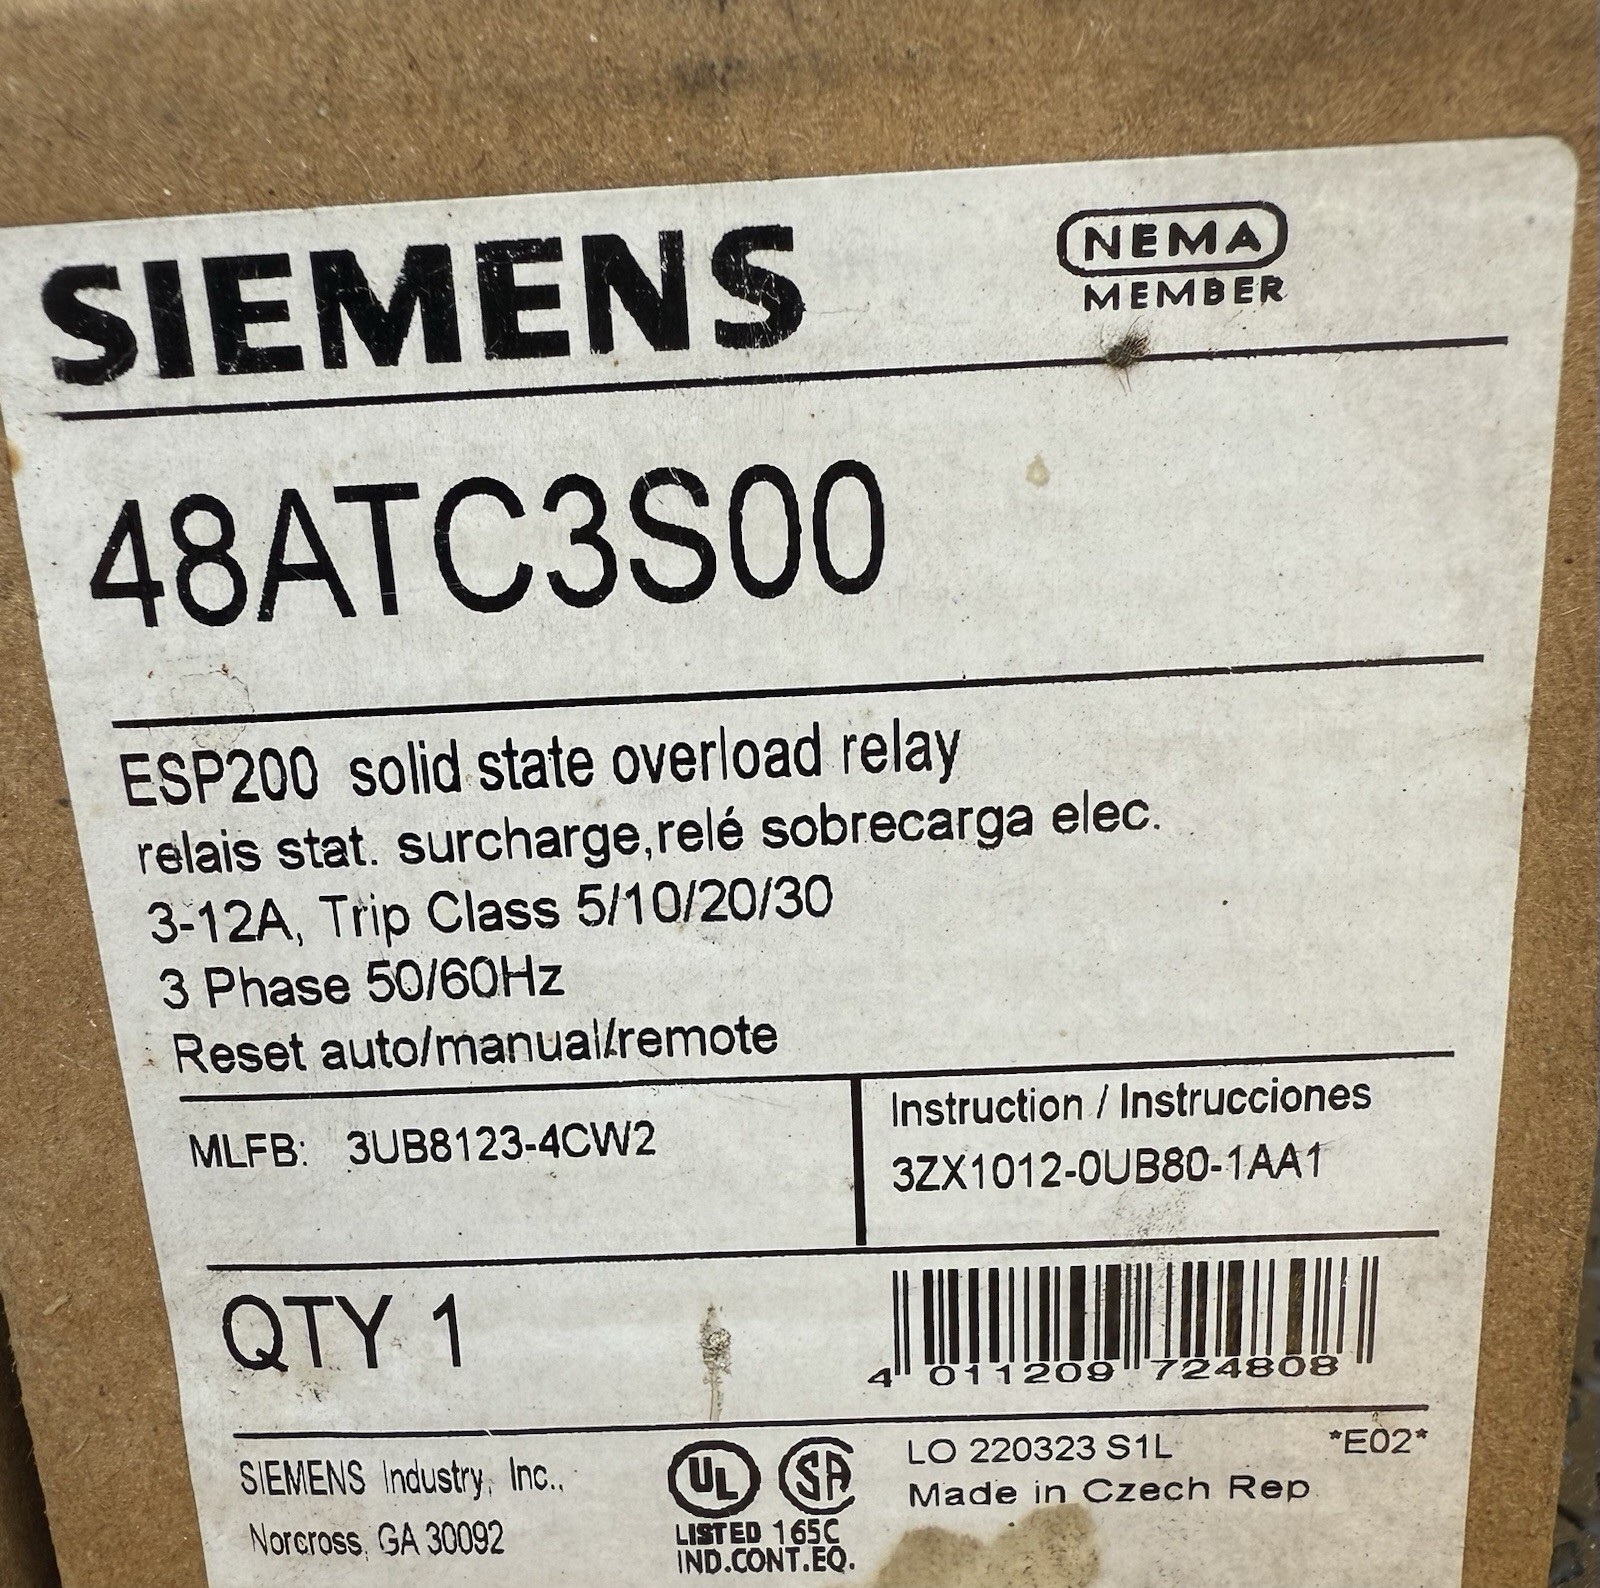 SIEMENS
NEMA
MEMBER
48ATC3S00
ESP200 solid state overload relay
relais stat. surcharge,relé sobrecarga elec.
3-12A, Trip Class 5/10/20/30
3 Phase 50/60Hz
Reset auto/manual/remote
MLFB: 3UB8123-4CW2
Instruction / Instrucciones
3ZX1012-0UB80-1AA1
QTY 1
4 011209 724808
SIEMENS Industry, Inc.,
Norcross, GA 30092
UL SA
LISTED 165C
IND.CONT.EQ.
LO 220323 S1L
*E02*
Made in Czech Rep